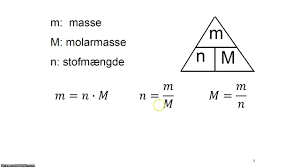 m: masse
M: molarmasse
n: stofmængde
m
n M
m = n · M
n = m/M
M = m/n